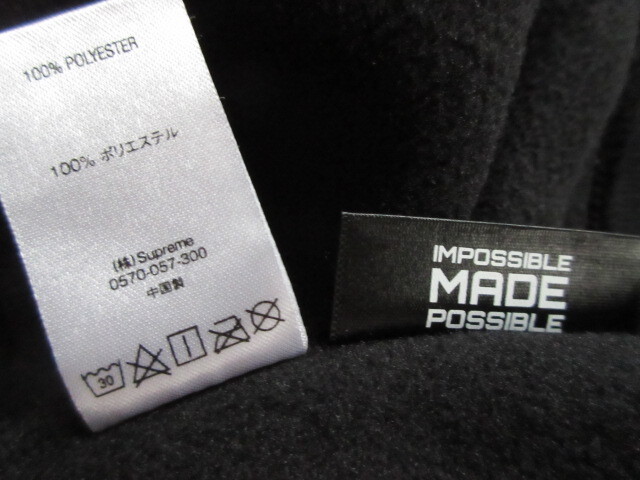 100% POLYESTER
100% ポリエステル
(株)Supreme
0570-057-300
中国製
30
IMPOSSIBLE
MADE
POSSIBLE